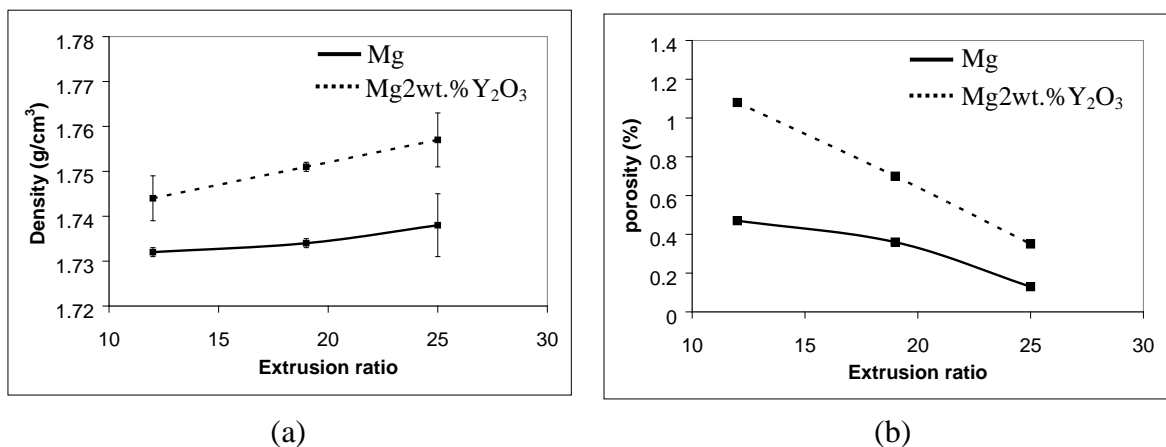 1.78
1.77
1.76
1.75
1.74
1.73
1.72
Density (g/cm³)
Mg
Mg2wt.%Y₂O₃
10 15 20 25 30
Extrusion ratio
(a)
1.4
1.2
1
0.8
0.6
0.4
0.2
0
porosity (%)
Mg
Mg2wt.%Y₂O₃
10 15 20 25 30
Extrusion ratio
(b)